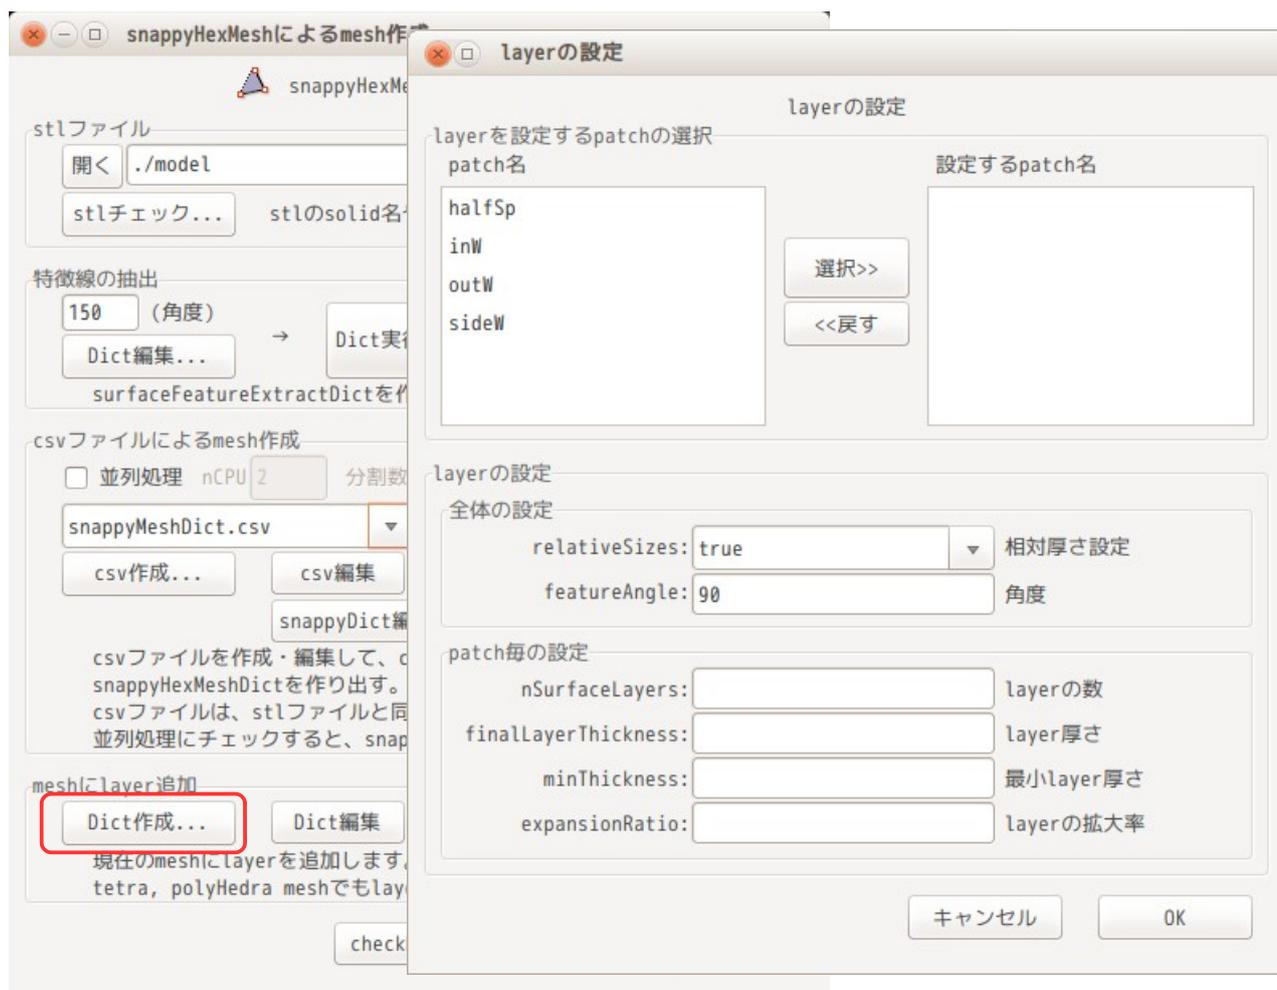 snappyHexMeshによるmesh作成
snappyHexMe
stlファイル
開く ./model
stlチェック... stlのsolid名
特徴線の抽出
150 (角度)
→ Dict実行
Dict編集...
surfaceFeatureExtractDictを
csvファイルによるmesh作成
並列処理 nCPU 2 分割数
snappyMeshDict.csv
csv作成... csv編集
snappyDict編
csvファイルを作成・編集して、
snappyHexMeshDictを作り出す。
csvファイルは、stlファイルと同
並列処理にチェックすると、snap
meshにlayer追加
Dict作成... Dict編集
現在のmeshにlayerを追加します。
tetra, polyHedra meshでもlay
check
layerの設定
layerの設定
layerを設定するpatchの選択
patch名 設定するpatch名
halfSp
inW
outW
sideW
選択>>
<<戻す
layerの設定
全体の設定
relativeSizes: true 相対厚さ設定
featureAngle: 90 角度
patch毎の設定
nSurfaceLayers: layerの数
finalLayerThickness: layer厚さ
minThickness: 最小layer厚さ
expansionRatio: layerの拡大率
キャンセル OK